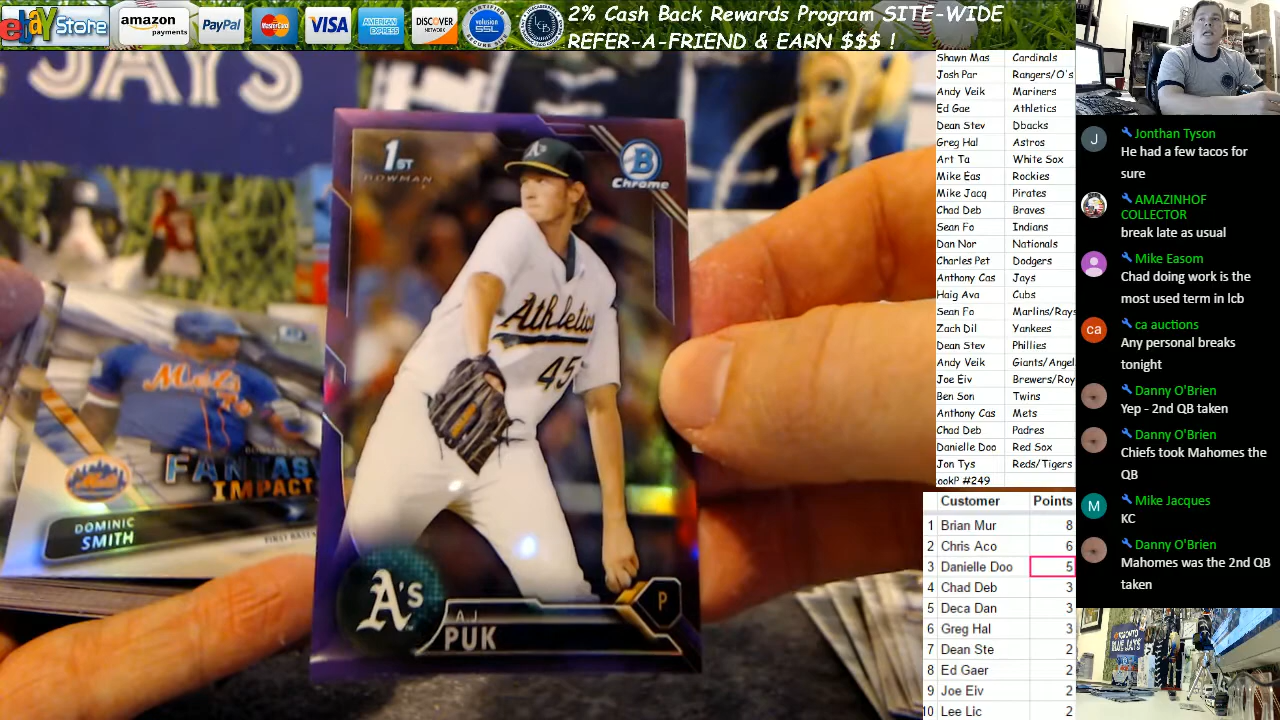 ebay Store
amazon
payments
PayPal
MasterCard
VISA
AMERICAN
EXPRESS
DISCOVER
NETWORK
volusion
SSL
2% Cash Back Rewards Program SITE-WIDE
REFER-A-FRIEND & EARN $$$ !
JAYS
1ST
BOWMAN
B
Chrome
A's
Athletics
45
A's
A.J.
PUK
P
Mets
Mets
FANTASY
IMPACT
DOMINIC
SMITH
Shawn Mas Cardinals
Josh Par Rangers/O's
Andy Veik Mariners
Ed Gae Athletics
Dean Stev Dbacks
Greg Hal Astros
Art Ta White Sox
Mike Eas Rockies
Mike Jacq Pirates
Chad Deb Braves
Sean Fo Indians
Dan Nor Nationals
Charles Pet Dodgers
Anthony Cas Jays
Haig Ava Cubs
Sean Fo Marlins/Rays
Zach Dil Yankees
Dean Stev Phillies
Andy Veik Giants/Angel
Joe Eiv Brewers/Roy
Ben Son Twins
Anthony Cas Mets
Chad Deb Padres
Danielle Doo Red Sox
Jon Tys Reds/Tigers
ookP #249
Customer Points
1 Brian Mur 8
2 Chris Aco 6
3 Danielle Doo 5
4 Chad Deb 3
5 Deca Dan 3
6 Greg Hal 3
7 Dean Ste 2
8 Ed Gaer 2
9 Joe Eiv 2
10 Lee Lic 2
J
Jonthan Tyson
He had a few tacos for
sure
AMAZINHOF
COLLECTOR
break late as usual
Mike Easom
Chad doing work is the
most used term in lcb
ca
ca auctions
Any personal breaks
tonight
Danny O'Brien
Yep - 2nd QB taken
Danny O'Brien
Chiefs took Mahomes the
QB
M
Mike Jacques
KC
Danny O'Brien
Mahomes was the 2nd QB
taken
TORONTO
BLUE JAYS